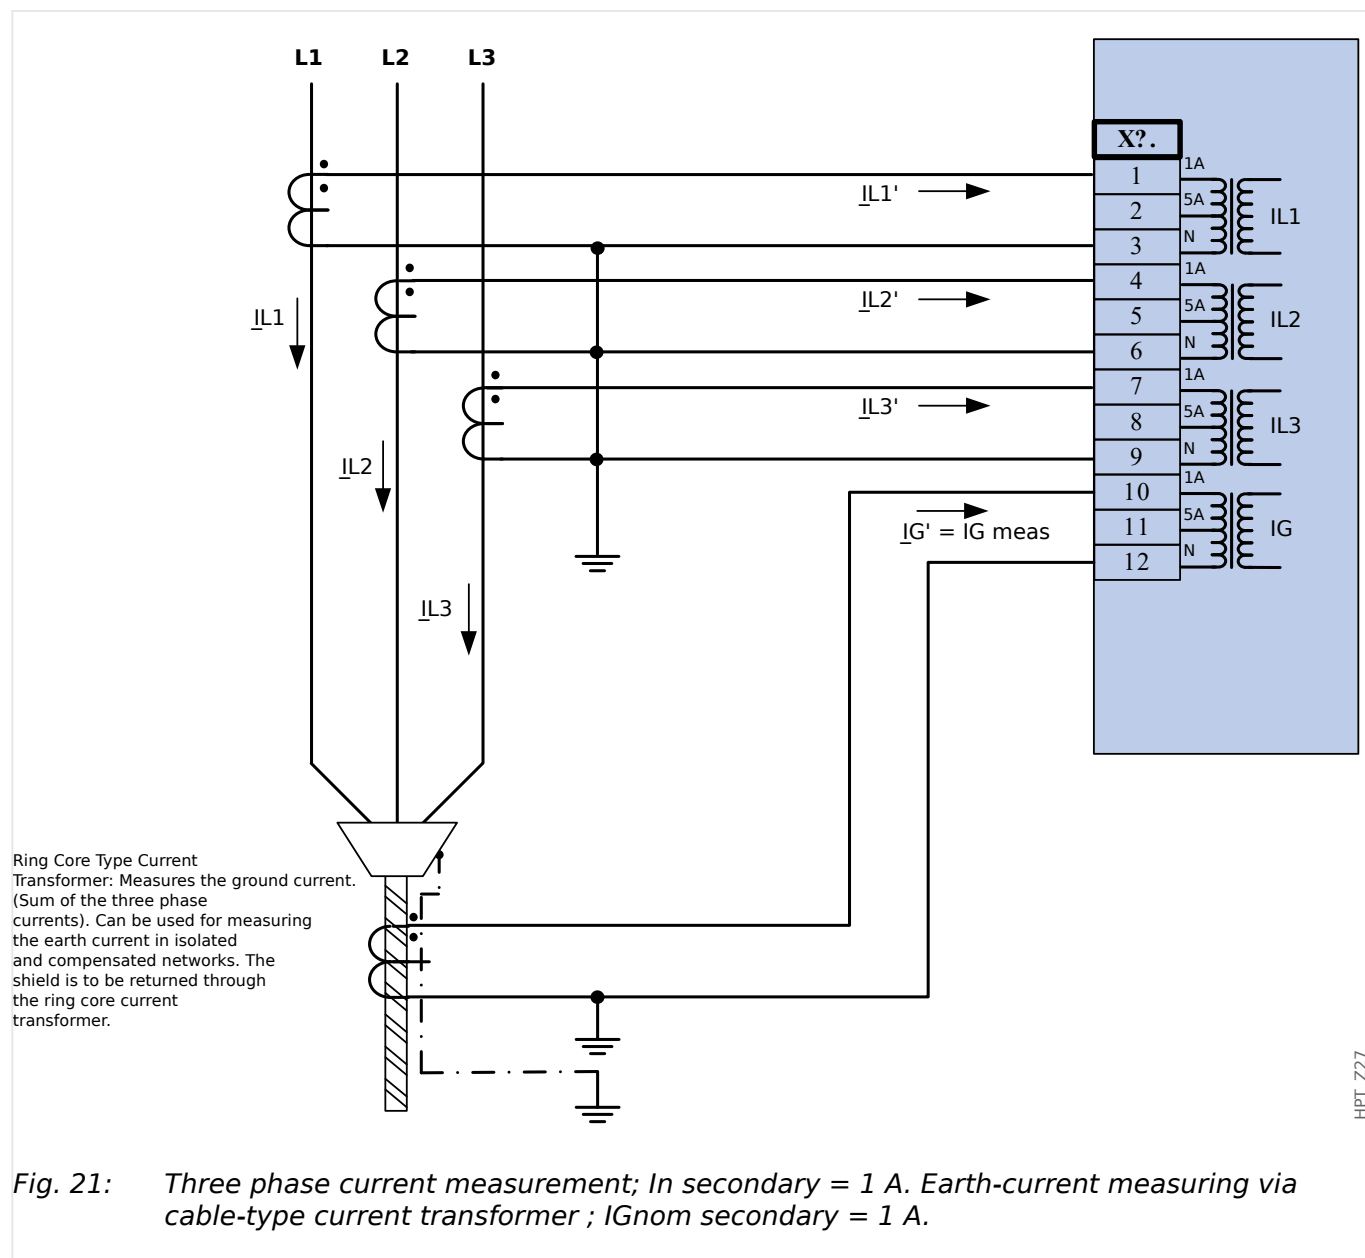 L1 L2 L3
X?.
1 1A
2 5A IL1
3 N
4 1A
5 5A IL2
6 N
7 1A
8 5A IL3
9 N
10 1A
11 5A IG
12 N
IL1'
IL2'
IL3'
IG' = IG meas
IL1
IL2
IL3
Ring Core Type Current
Transformer: Measures the ground current.
(Sum of the three phase
currents). Can be used for measuring
the earth current in isolated
and compensated networks. The
shield is to be returned through
the ring core current
transformer.
HPT_Z27
Fig. 21: Three phase current measurement; In secondary = 1 A. Earth-current measuring via
cable-type current transformer ; IGnom secondary = 1 A.